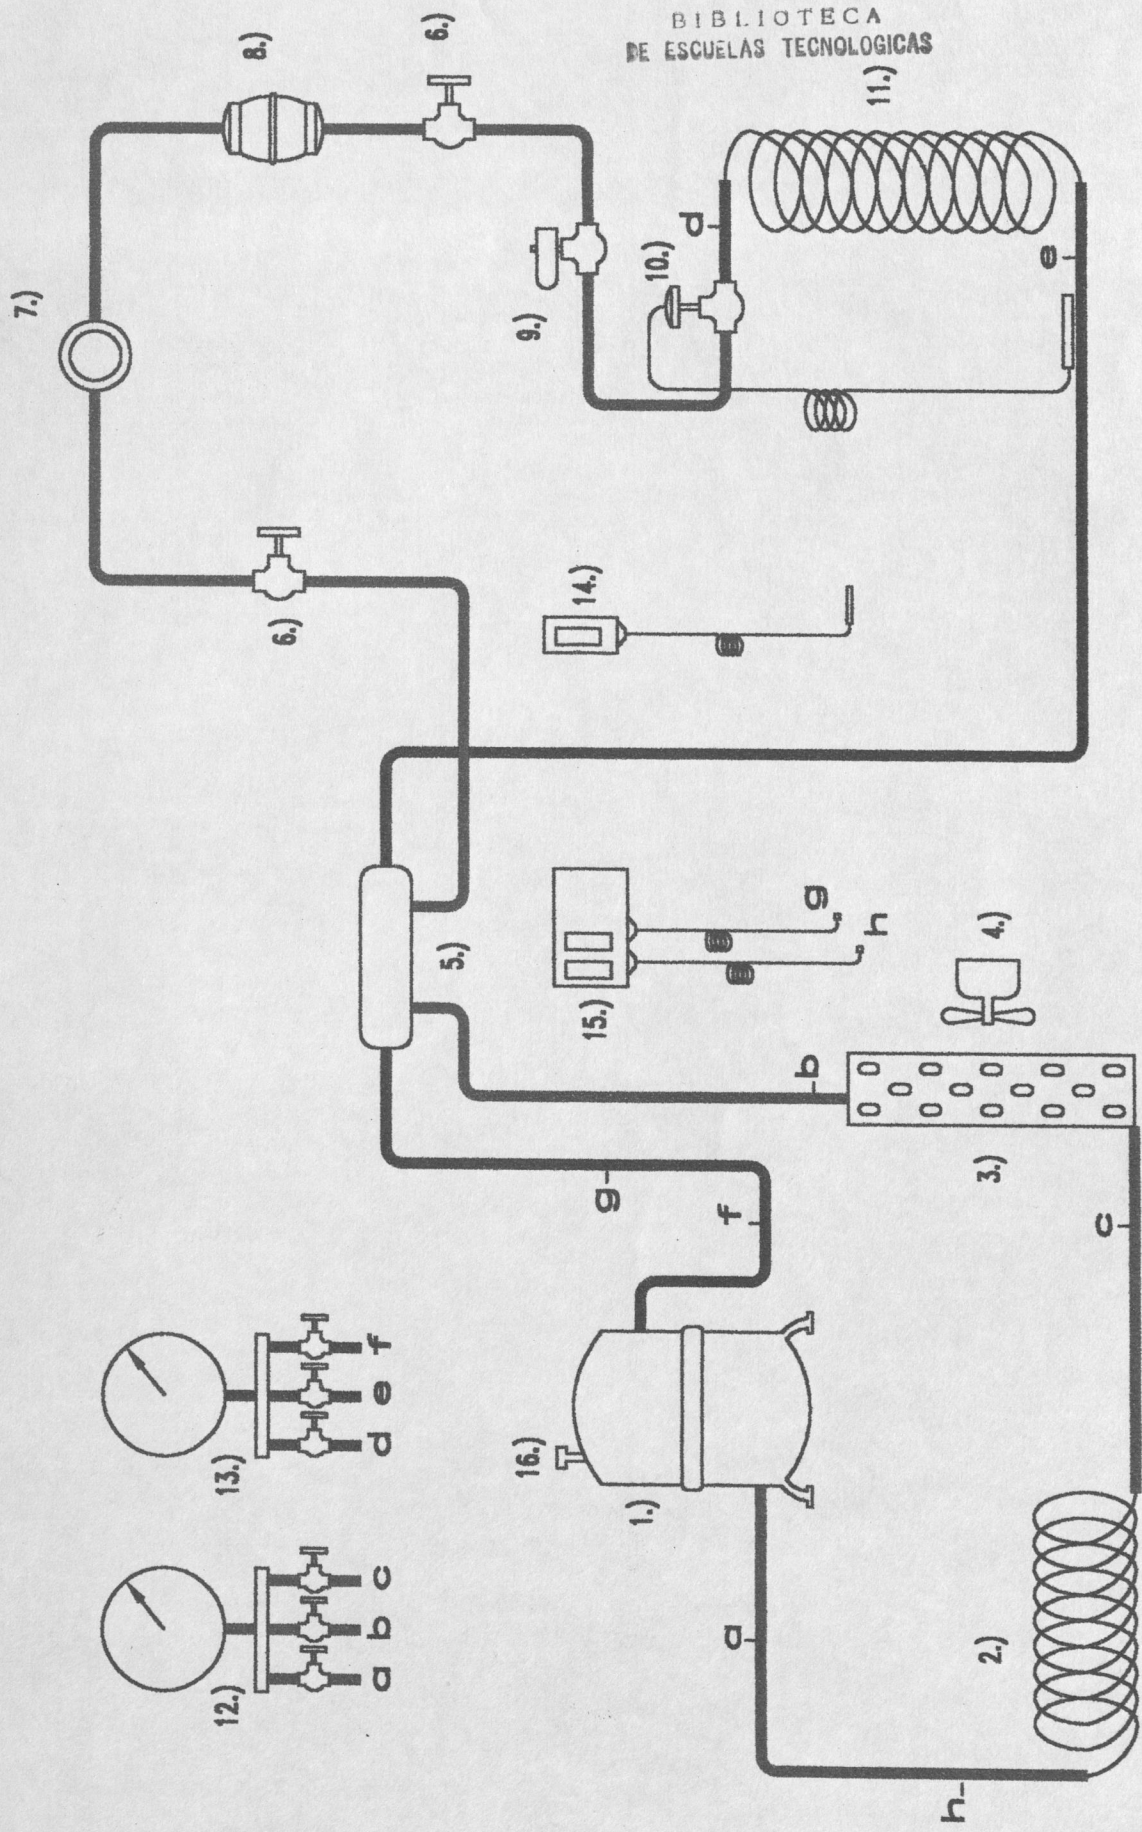 BIBLIOTECA
DE ESCUELAS TECNOLOGICAS
12.)
a
b
c
13.)
d
e
f
7.)
8.)
6.)
6.)
9.)
10.)
d
11.)
e
14.)
5.)
15.)
g
h
4.)
b
3.)
g
f
c
16.)
1.)
a
2.)
h